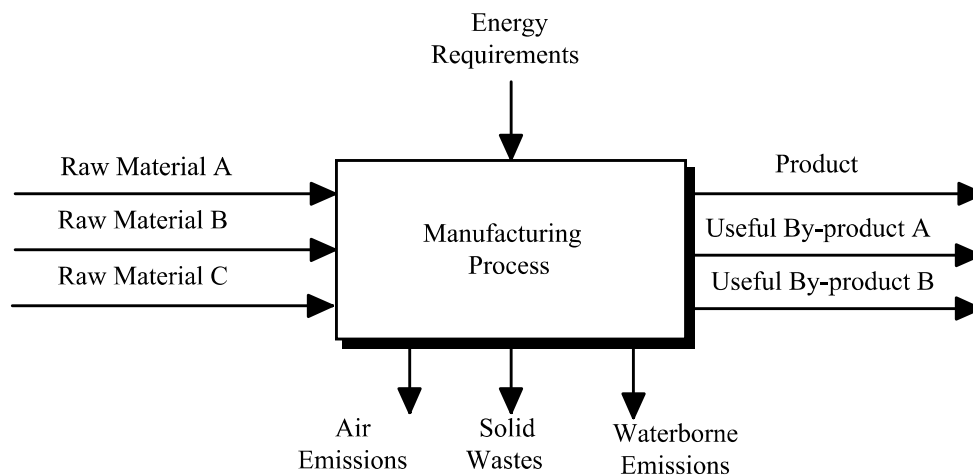 Energy
Requirements
Raw Material A
Raw Material B
Raw Material C
Manufacturing
Process
Product
Useful By-product A
Useful By-product B
Air
Emissions
Solid
Wastes
Waterborne
Emissions